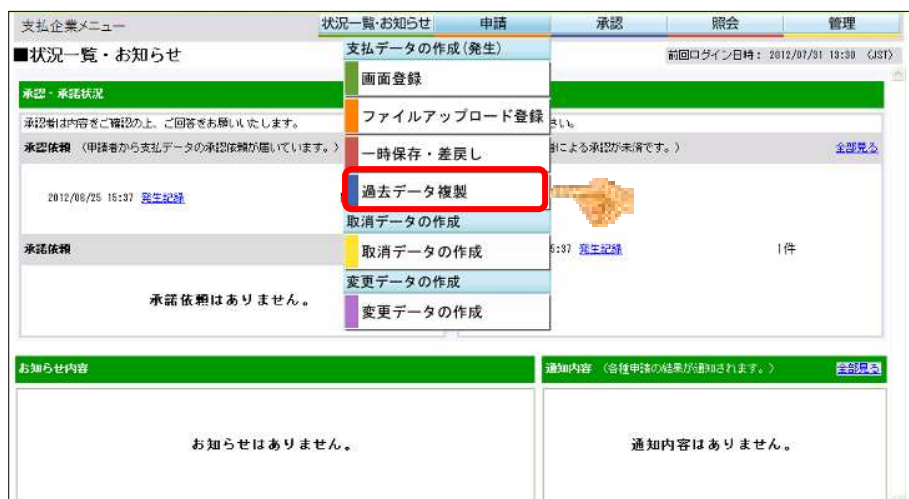 支払企業メニュー
状況一覧・お知らせ 申請 承認 照会 管理
■状況一覧・お知らせ
前回ログイン日時: 2012/07/31 13:30 (JST)
支払データの作成(発生)
画面登録
ファイルアップロード登録
一時保存・差戻し
過去データ複製
取消データの作成
取消データの作成
変更データの作成
変更データの作成
承認・承諾状況
承認者は内容をご確認の上、ご回答をお願いいたします。
さい。
承認依頼 (申請者から支払データの承認依頼が届いています。)
による承認が未済です。)
全部見る
2012/06/25 15:37 発生記録
承諾依頼
5:37 発生記録 1件
承諾依頼はありません。
お知らせ内容
通知内容 (各種申請の結果が通知されます。) 全部見る
お知らせはありません。
通知内容はありません。